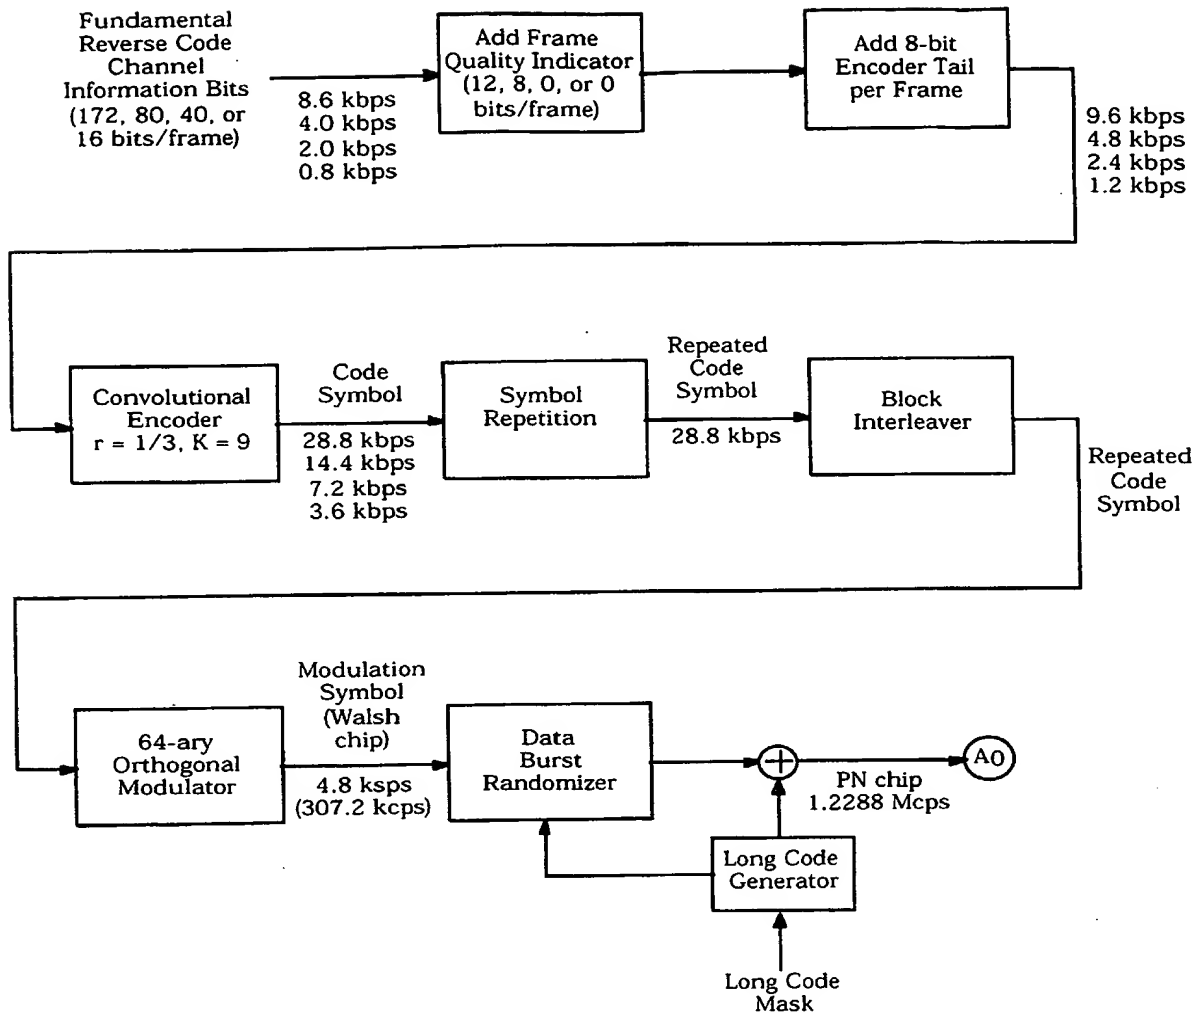 Fundamental
Reverse Code
Channel
Information Bits
(172, 80, 40, or
16 bits/frame)
8.6 kbps
4.0 kbps
2.0 kbps
0.8 kbps
Add Frame
Quality Indicator
(12, 8, 0, or 0
bits/frame)
Add 8-bit
Encoder Tail
per Frame
9.6 kbps
4.8 kbps
2.4 kbps
1.2 kbps
Convolutional
Encoder
r = 1/3, K = 9
Code
Symbol
28.8 kbps
14.4 kbps
7.2 kbps
3.6 kbps
Symbol
Repetition
Repeated
Code
Symbol
28.8 kbps
Block
Interleaver
Repeated
Code
Symbol
64-ary
Orthogonal
Modulator
Modulation
Symbol
(Walsh
chip)
4.8 ksps
(307.2 kcps)
Data
Burst
Randomizer
PN chip
1.2288 Mcps
A0
Long Code
Generator
Long Code
Mask